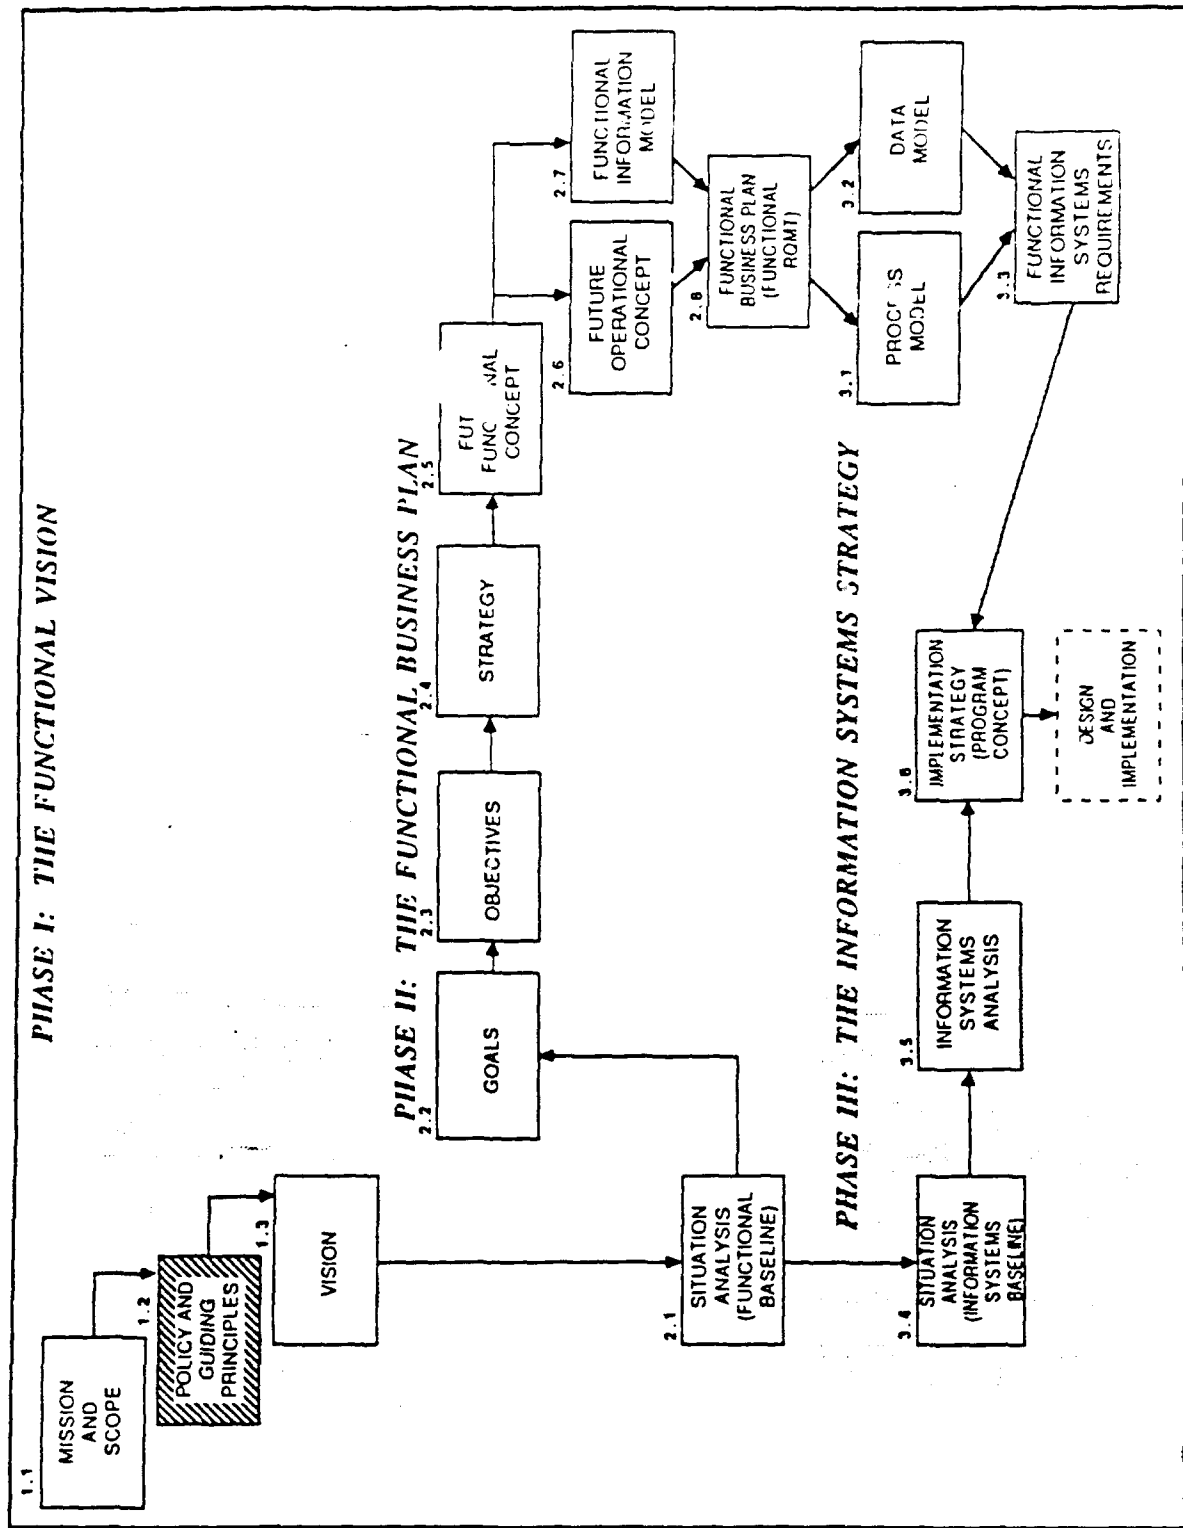 PHASE I: THE FUNCTIONAL VISION
1.1
MISSION
AND
SCOPE
1.2
POLICY AND
GUIDING
PRINCIPLES
1.3
VISION
PHASE II: THE FUNCTIONAL BUSINESS PLAN
2.1
SITUATION
ANALYSIS
(FUNCTIONAL
BASELINE)
2.2
GOALS
2.3
OBJECTIVES
2.4
STRATEGY
2.5
CONCEPT
2.6
FUTURE
OPERATIONAL
CONCEPT
2.7
FUNCTIONAL
INFORMATION
MODEL
2.8
FUNCTIONAL
BUSINESS PLAN
(FUNCTIONAL
RQMT)
PHASE III: THE INFORMATION SYSTEMS STRATEGY
3.1
PROCESS
MODEL
3.2
DATA
MODEL
3.3
FUNCTIONAL
INFORMATION
SYSTEMS
REQUIREMENTS
3.4
SITUATION
ANALYSIS
(INFORMATION
SYSTEMS
BASELINE)
3.5
INFORMATION
SYSTEMS
ANALYSIS
3.6
IMPLEMENTATION
STRATEGY
(PROGRAM
CONCEPT)
DESIGN
AND
IMPLEMENTATION